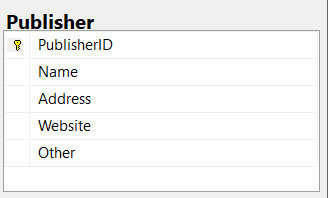 Publisher
PublisherID
Name
Address
Website
Other